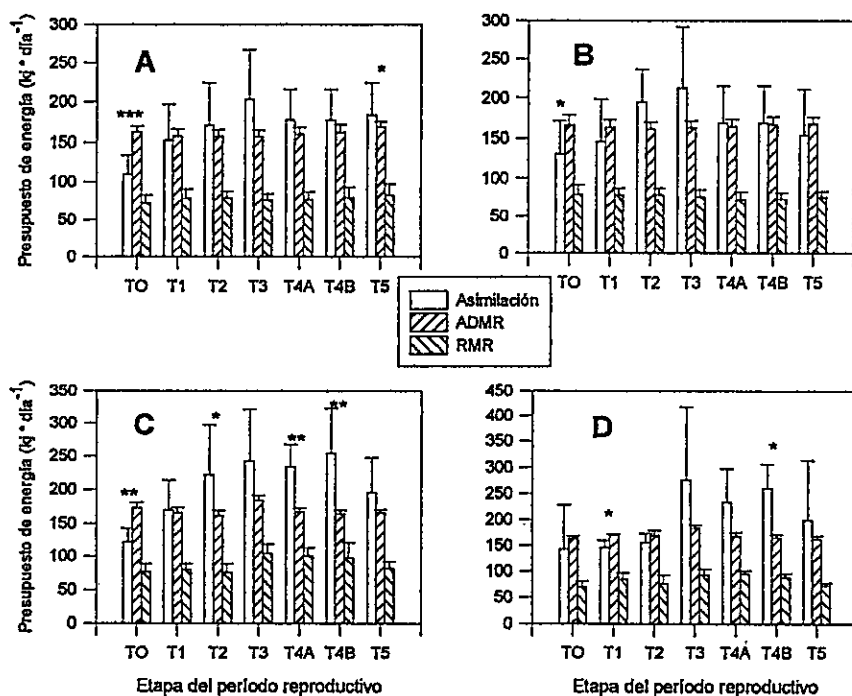 A
Presupuesto de energía (kj * día⁻¹)
300
250
200
150
100
50
0
***
*
TO T1 T2 T3 T4A T4B T5
B
300
250
200
150
100
50
0
*
TO T1 T2 T3 T4A T4B T5
Asimilación
ADMR
RMR
C
Presupuesto de energía (kj * día⁻¹)
350
300
250
200
150
100
50
0
**
*
**
**
TO T1 T2 T3 T4A T4B T5
Etapa del período reproductivo
D
450
400
350
300
250
200
150
100
50
0
*
*
TO T1 T2 T3 T4A T4B T5
Etapa del período reproductivo